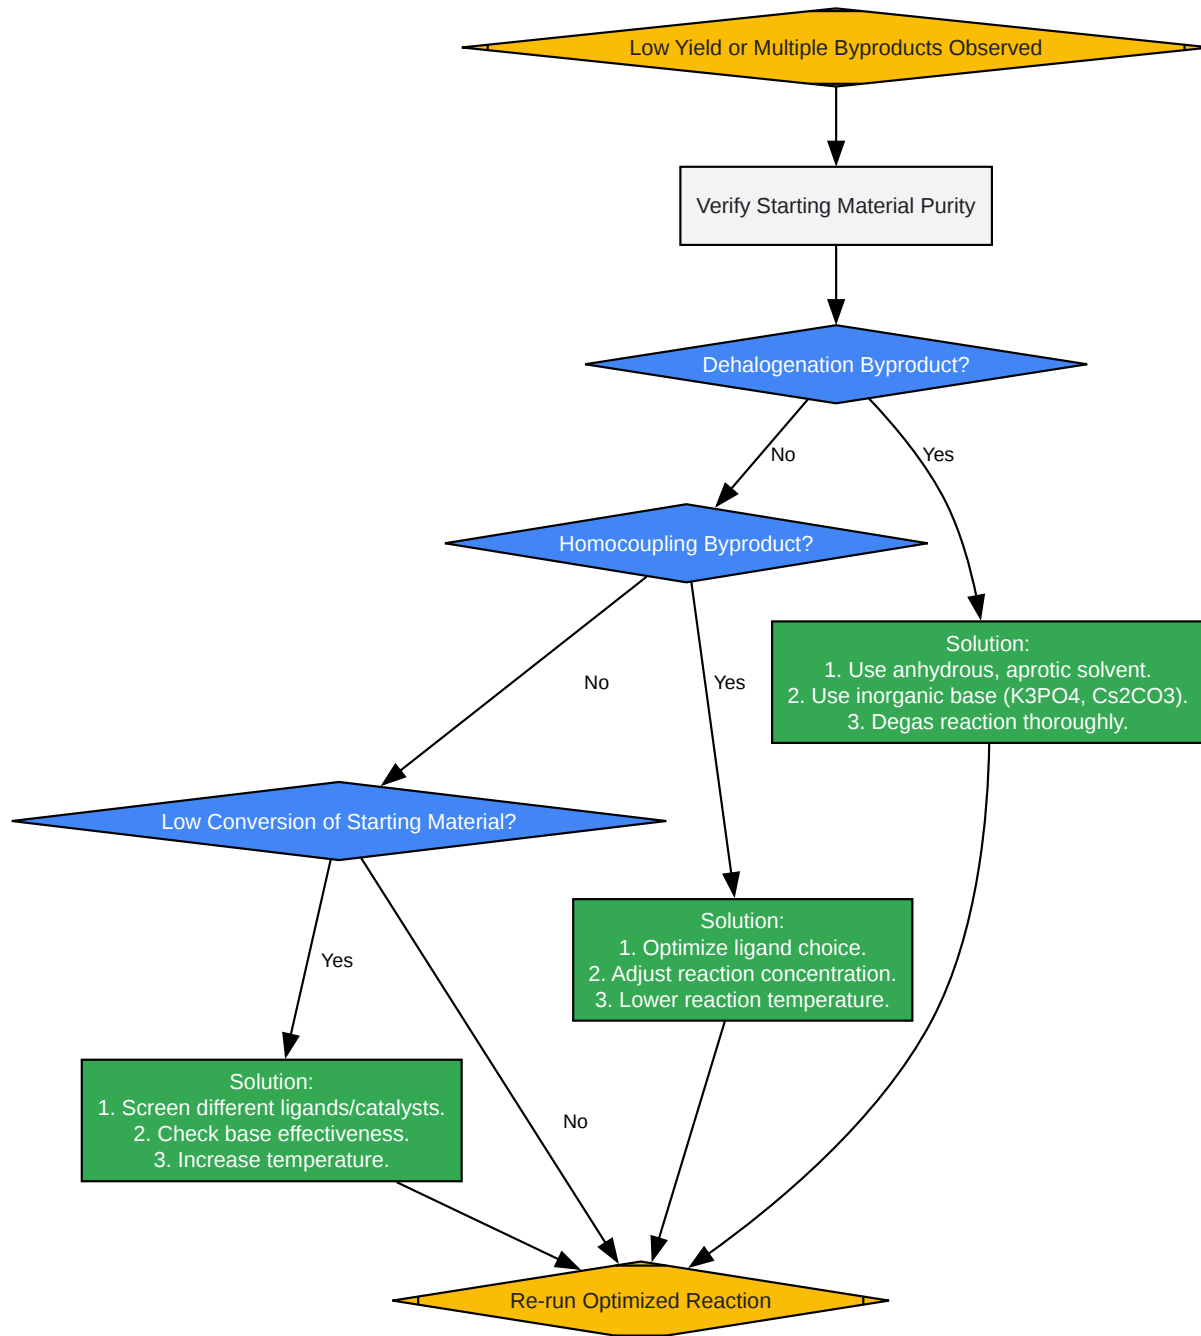 Low Yield or Multiple Byproducts Observed
Verify Starting Material Purity
Dehalogenation Byproduct?
No
Yes
Homocoupling Byproduct?
Solution:
1. Use anhydrous, aprotic solvent.
2. Use inorganic base (K3PO4, Cs2CO3).
3. Degas reaction thoroughly.
No
Yes
Low Conversion of Starting Material?
Solution:
1. Optimize ligand choice.
2. Adjust reaction concentration.
3. Lower reaction temperature.
Yes
No
Solution:
1. Screen different ligands/catalysts.
2. Check base effectiveness.
3. Increase temperature.
Re-run Optimized Reaction